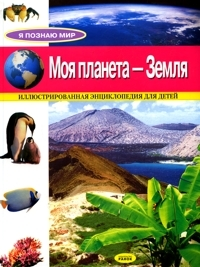 Я ПОЗНАЮ МИР
Моя планета – Земля
ИЛЛЮСТРИРОВАННАЯ ЭНЦИКЛОПЕДИЯ ДЛЯ ДЕТЕЙ